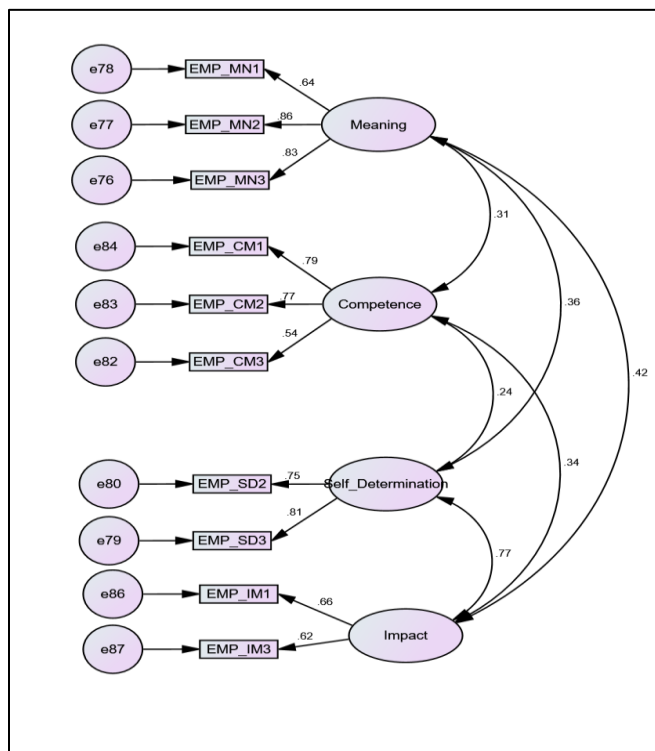 e78 EMP_MN1 .64
e77 EMP_MN2 .86 Meaning
e76 EMP_MN3 .83
.31
e84 EMP_CM1 .79
e83 EMP_CM2 .77 Competence .36
e82 EMP_CM3 .54
.42
.24
.34
e80 EMP_SD2 .75 Self_Determination
e79 EMP_SD3 .81
.77
e86 EMP_IM1 .66
e87 EMP_IM3 .62 Impact